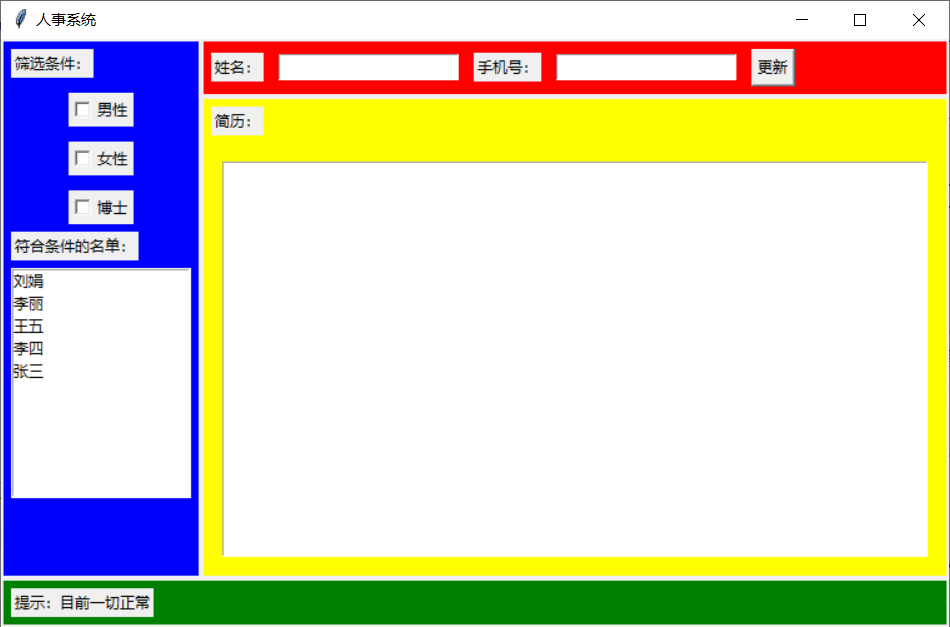 人事系统
筛选条件：
男性
女性
博士
符合条件的名单：
刘娟
李丽
王五
李四
张三
姓名：
手机号：
更新
简历：
提示：目前一切正常